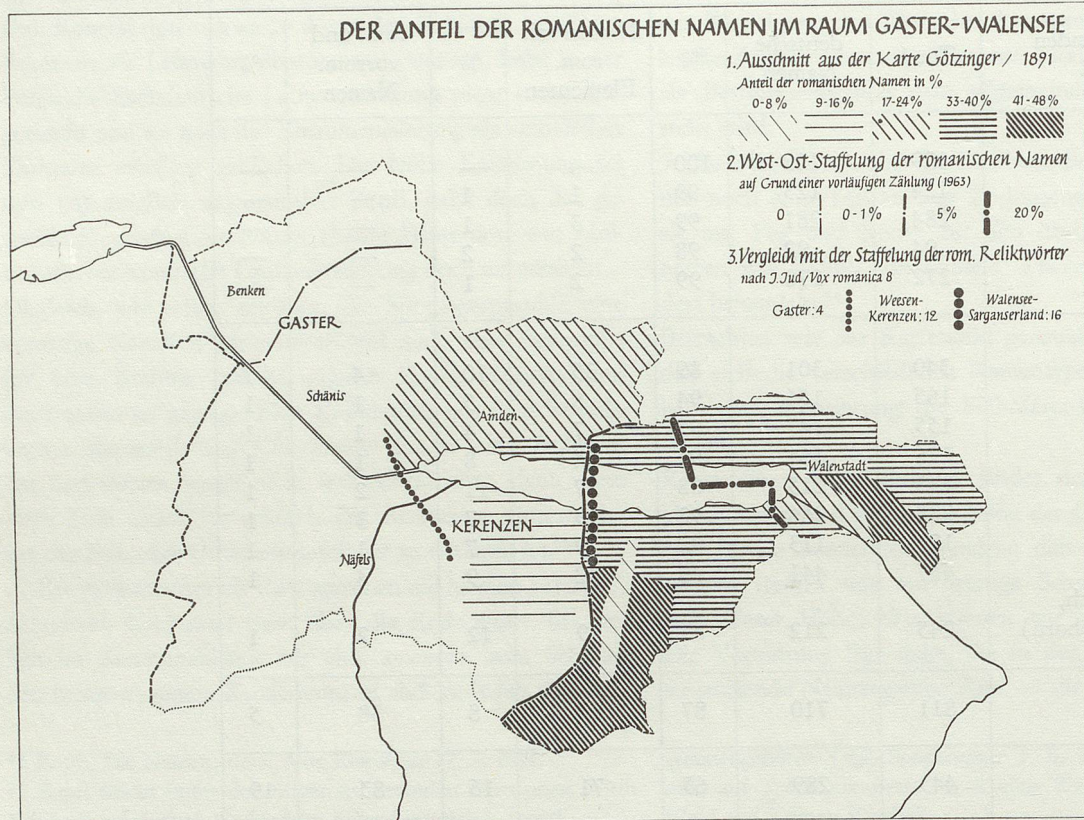 DER ANTEIL DER ROMANISCHEN NAMEN IM RAUM GASTER-WALENSEE
1. Ausschnitt aus der Karte Götzinger / 1891
Anteil der romanischen Namen in %
0-8% 9-16% 17-24% 33-40% 41-48%
2. West-Ost-Staffelung der romanischen Namen
auf Grund einer vorläufigen Zählung (1963)
0 0-1% 5% 20%
3. Vergleich mit der Staffelung der rom. Reliktwörter
nach J. Jud/Vox romanica 8
Gaster: 4
Weesen-
Kerenzen: 12
Walensee-
Sarganserland: 16
Benken
GASTER
Schänis
Amden
Walenstadt
KERENZEN
Näfels